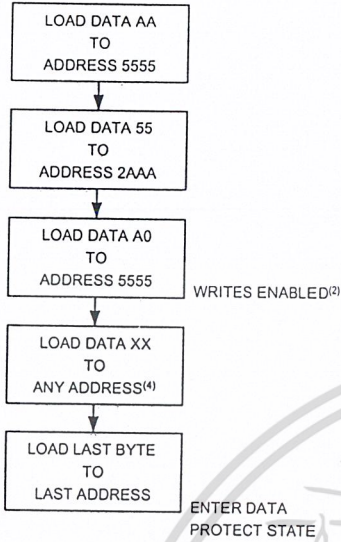 LOAD DATA AA
TO
ADDRESS 5555
LOAD DATA 55
TO
ADDRESS 2AAA
LOAD DATA A0
TO
ADDRESS 5555
WRITES ENABLED(2)
LOAD DATA XX
TO
ANY ADDRESS(4)
LOAD LAST BYTE
TO
LAST ADDRESS
ENTER DATA
PROTECT STATE